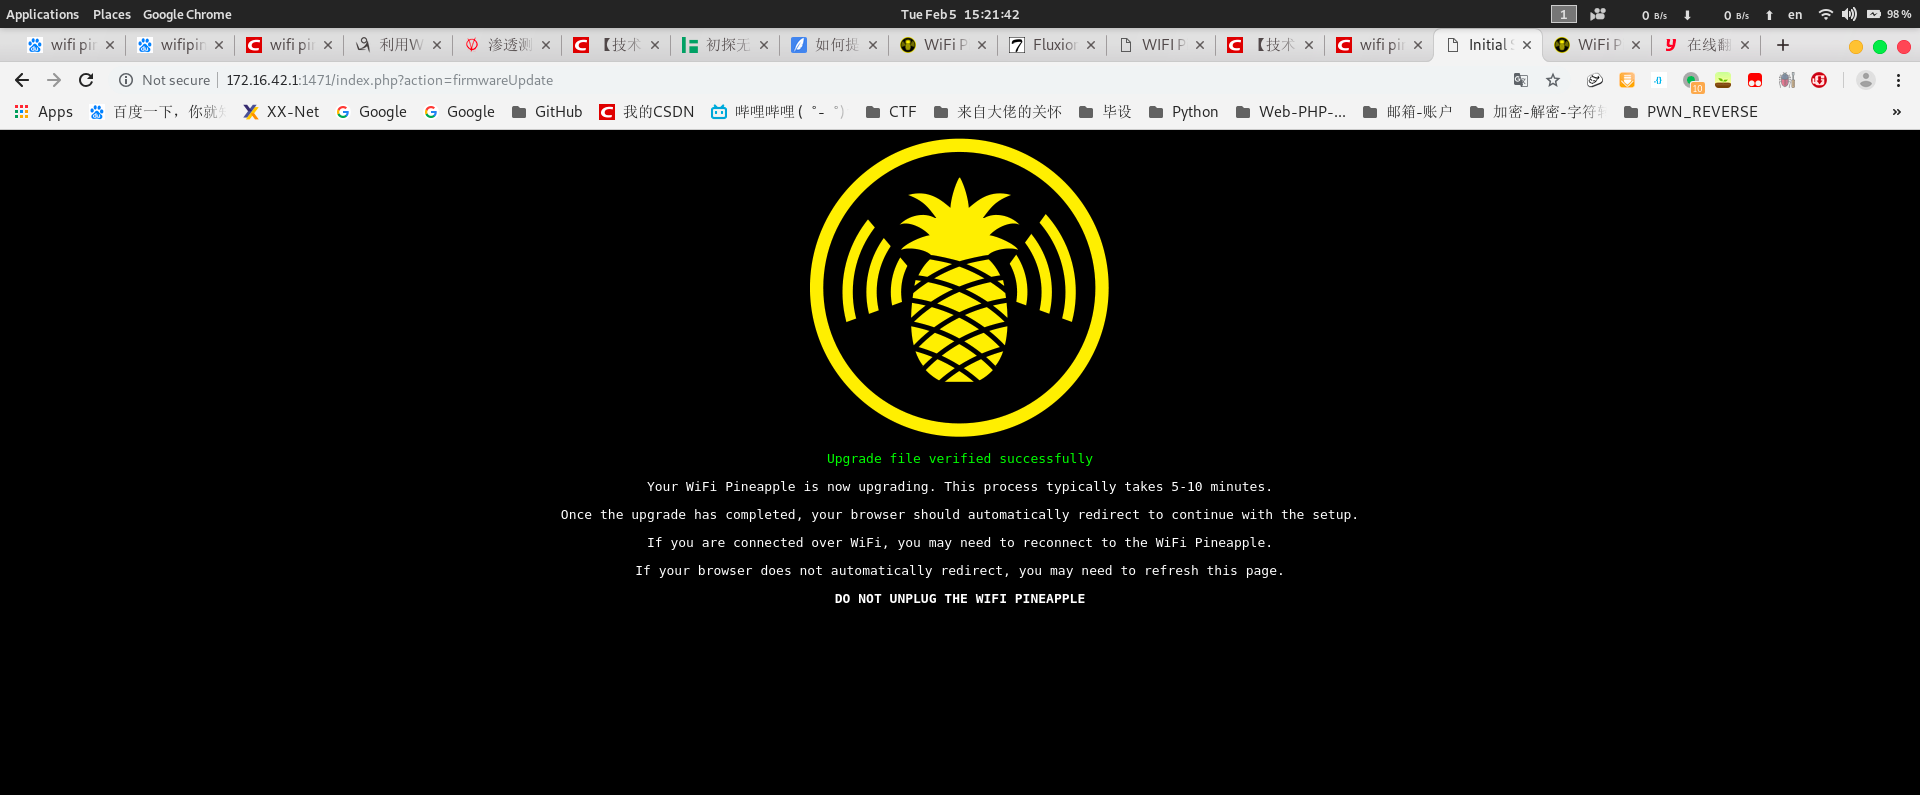 Applications Places Google Chrome Tue Feb 5 15:21:42 1 0 B/s 0 B/s en 98 %
wifi pin wifipin wifi pin 利用W 渗透测 【技术 初探无 如何提 WiFi P Fluxion WIFI P 【技术 wifi pin Initial S WiFi P 在线翻
Not secure 172.16.42.1:1471/index.php?action=firmwareUpdate 10
Apps 百度一下，你就知 XX-Net Google Google GitHub 我的CSDN 哔哩哔哩 ( ゜- ゜) CTF 来自大佬的关怀 毕设 Python Web-PHP-... 邮箱-账户 加密-解密-字符转 PWN_REVERSE »
Upgrade file verified successfully
Your WiFi Pineapple is now upgrading. This process typically takes 5-10 minutes.
Once the upgrade has completed, your browser should automatically redirect to continue with the setup.
If you are connected over WiFi, you may need to reconnect to the WiFi Pineapple.
If your browser does not automatically redirect, you may need to refresh this page.
DO NOT UNPLUG THE WIFI PINEAPPLE